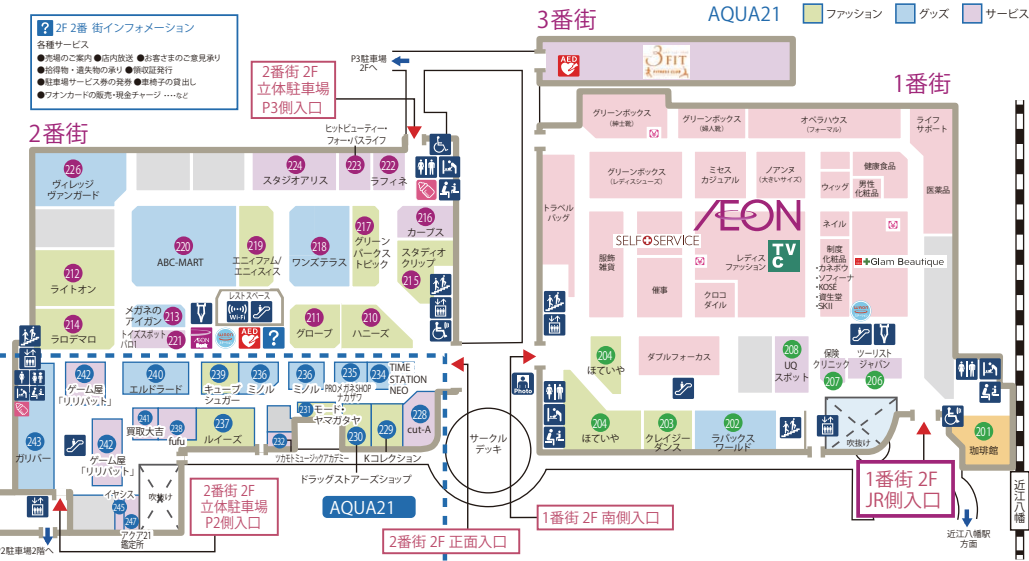 ? 2F 2番 街インフォメーション
各種サービス
●売場のご案内 ●店内放送 ●お客さまのご意見承り
●拾得物・遺失物の承り ●領収証発行
●駐車場サービス券の発券 ●車椅子の貸出し
●ワオンカードの販売・現金チャージ ‥‥など
3番街
AQUA21
ファッション
グッズ
サービス
P3駐車場
2Fへ
AED
3
FIT
FITNESS CLUB
2番街 2F
立体駐車場
P3側入口
1番街
2番街
ヒットビューティー・
フォーバスライフ
226
ヴィレッジ
ヴァンガード
224
スタジオアリス
223
222
ラフィネ
220
ABC-MART
219
エニィファム/
エニィスィス
218
ワンズテラス
217
グリーン
パークス
トピック
216
カーブス
スタディオ
クリップ
215
212
ライトオン
214
ラロデマロ
メガネの
アイガン
213
トイズスポット
パロ1
221
レストスペース
Wi-Fi
AED
?
211
グローブ
210
ハニーズ
グリーンボックス
(紳士靴)
グリーンボックス
(婦人靴)
オペラハウス
(フォーマル)
ライフ
サポート
グリーンボックス
(レディスシューズ)
ミセス
カジュアル
ノアンヌ
(大きいサイズ)
健康食品
ウィッグ
男性
化粧品
医薬品
トラベル
バッグ
ÆON
ネイル
SELF+SERVICE
服飾
雑貨
催事
レディス
ファッション
TVC
クロコ
ダイル
制度
化粧品
・カネボウ
・ソフィーナ
・KOSÉ
・資生堂
・SKII
Glam Beautique
204
ほていや
ダブルフォーカス
208
UQ
スポット
保険
クリニック
207
ツーリスト
ジャパン
206
Photo
204
ほていや
203
クレイジー
ダンス
202
ラパックス
ワールド
吹抜け
201
珈琲館
242
ゲーム屋
「リリパット」
240
エルドラード
239
キューブ
シュガー
236
ミノル
236
ミノル
235
PROメガネSHOP
ナカザワ
234
TIME
STATION
NEO
243
ガリバー
241
買取大吉
238
fufu
237
ルイーズ
231
モード・
ヤマガタヤ
232
230
229
228
cut-A
242
ゲーム屋
「リリパット」
ツカモトミュージックアカデミー
Kコレクション
ドラッグストアーズショップ
サークル
デッキ
吹抜け
イヤシス
245
247
アクア21
鑑定所
2番街 2F
立体駐車場
P2側入口
AQUA21
2番街 2F 正面入口
1番街 2F 南側入口
1番街 2F
JR側入口
P2駐車場2階へ
近江八幡駅
方面
近江八幡